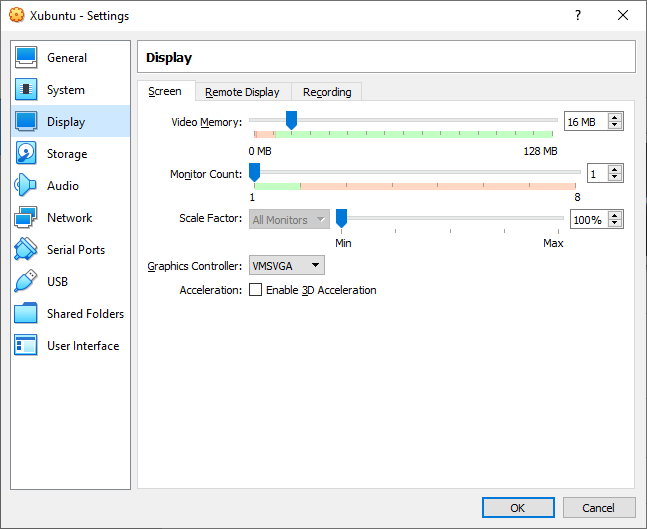 Xubuntu - Settings
?
General
System
Display
Storage
Audio
Network
Serial Ports
USB
Shared Folders
User Interface
Display
Screen Remote Display Recording
Video Memory: 16 MB
0 MB 128 MB
Monitor Count: 1
1 8
Scale Factor: All Monitors 100%
Min Max
Graphics Controller: VMSVGA
Acceleration: Enable 3D Acceleration
OK Cancel